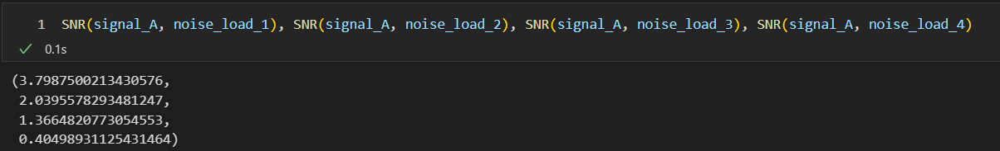 1 SNR(signal_A, noise_load_1), SNR(signal_A, noise_load_2), SNR(signal_A, noise_load_3), SNR(signal_A, noise_load_4)
✓ 0.1s
(3.7987500213430576,
2.0395578293481247,
1.3664820773054553,
0.40498931125431464)